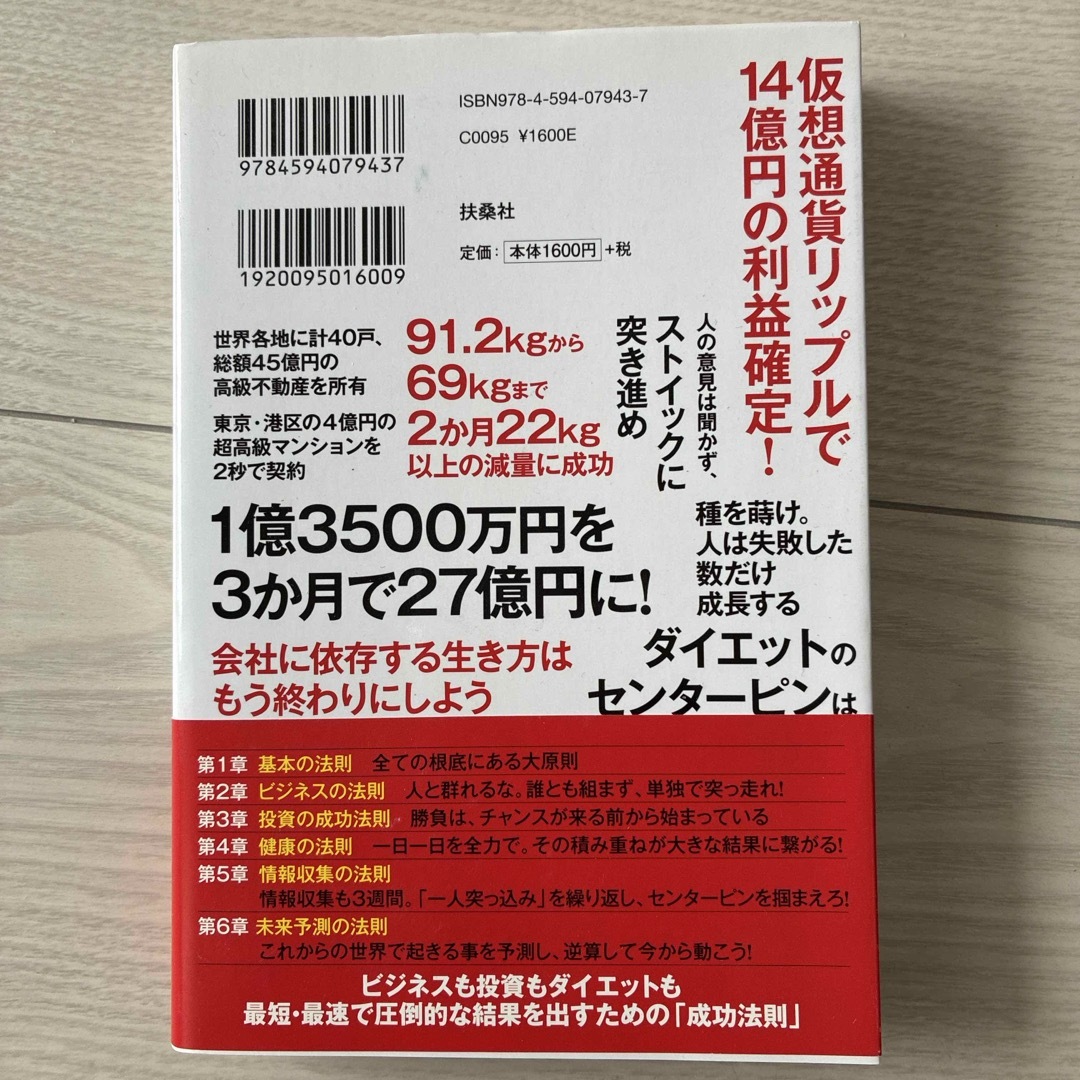 仮想通貨リップルで
14億円の利益確定!
ISBN978-4-594-07943-7
C0095 ¥1600E
9784594079437
扶桑社
定価：本体1600円+税
1920095016009
人の意見は聞かず、
ストイックに
突き進め
世界各地に計40戸、
総額45億円の
高級不動産を所有
東京・港区の4億円の
超高級マンションを
2秒で契約
91.2kgから
69kgまで
2か月22kg
以上の減量に成功
種を蒔け。
人は失敗した
数だけ
成長する
1億3500万円を
3か月で27億円に!
会社に依存する生き方は
もう終わりにしよう
ダイエットの
センターピンは
第1章 基本の法則 全ての根底にある大原則
第2章 ビジネスの法則 人と群れるな。誰とも組まず、単独で突っ走れ!
第3章 投資の成功法則 勝負は、チャンスが来る前から始まっている
第4章 健康の法則 一日一日を全力で。その積み重ねが大きな結果に繋がる!
第5章 情報収集の法則
情報収集も3週間。「一人突っ込み」を繰り返し、センターピンを掴まえろ!
第6章 未来予測の法則
これからの世界で起きる事を予測し、逆算して今から動こう!
ビジネスも投資もダイエットも
最短・最速で圧倒的な結果を出すための「成功法則」